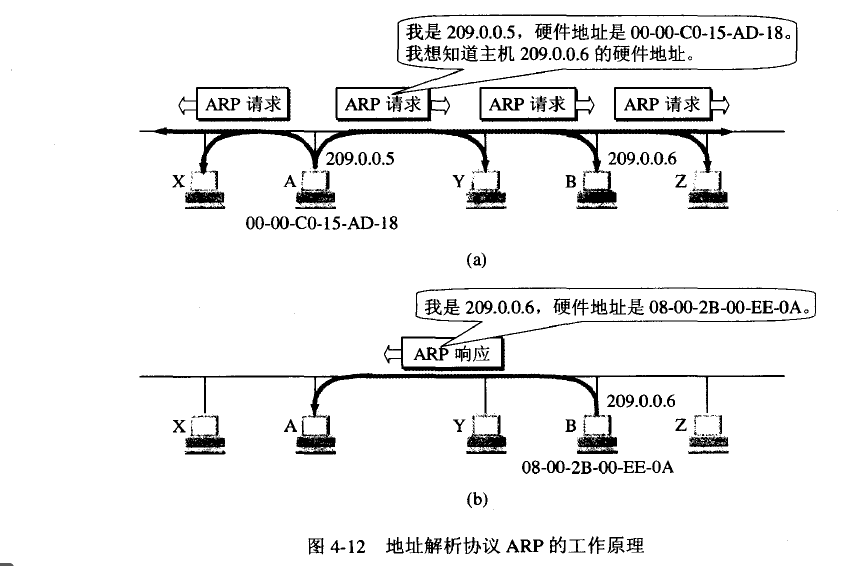 我是 209.0.0.5，硬件地址是 00-00-C0-15-AD-18。
我想知道主机 209.0.0.6 的硬件地址。
ARP 请求
ARP 请求
ARP 请求
ARP 请求
209.0.0.5
209.0.0.6
X
A
Y
B
Z
00-00-C0-15-AD-18
(a)
我是 209.0.0.6，硬件地址是 08-00-2B-00-EE-0A。
ARP 响应
209.0.0.6
X
A
Y
B
Z
08-00-2B-00-EE-0A
(b)
图 4-12 地址解析协议 ARP 的工作原理